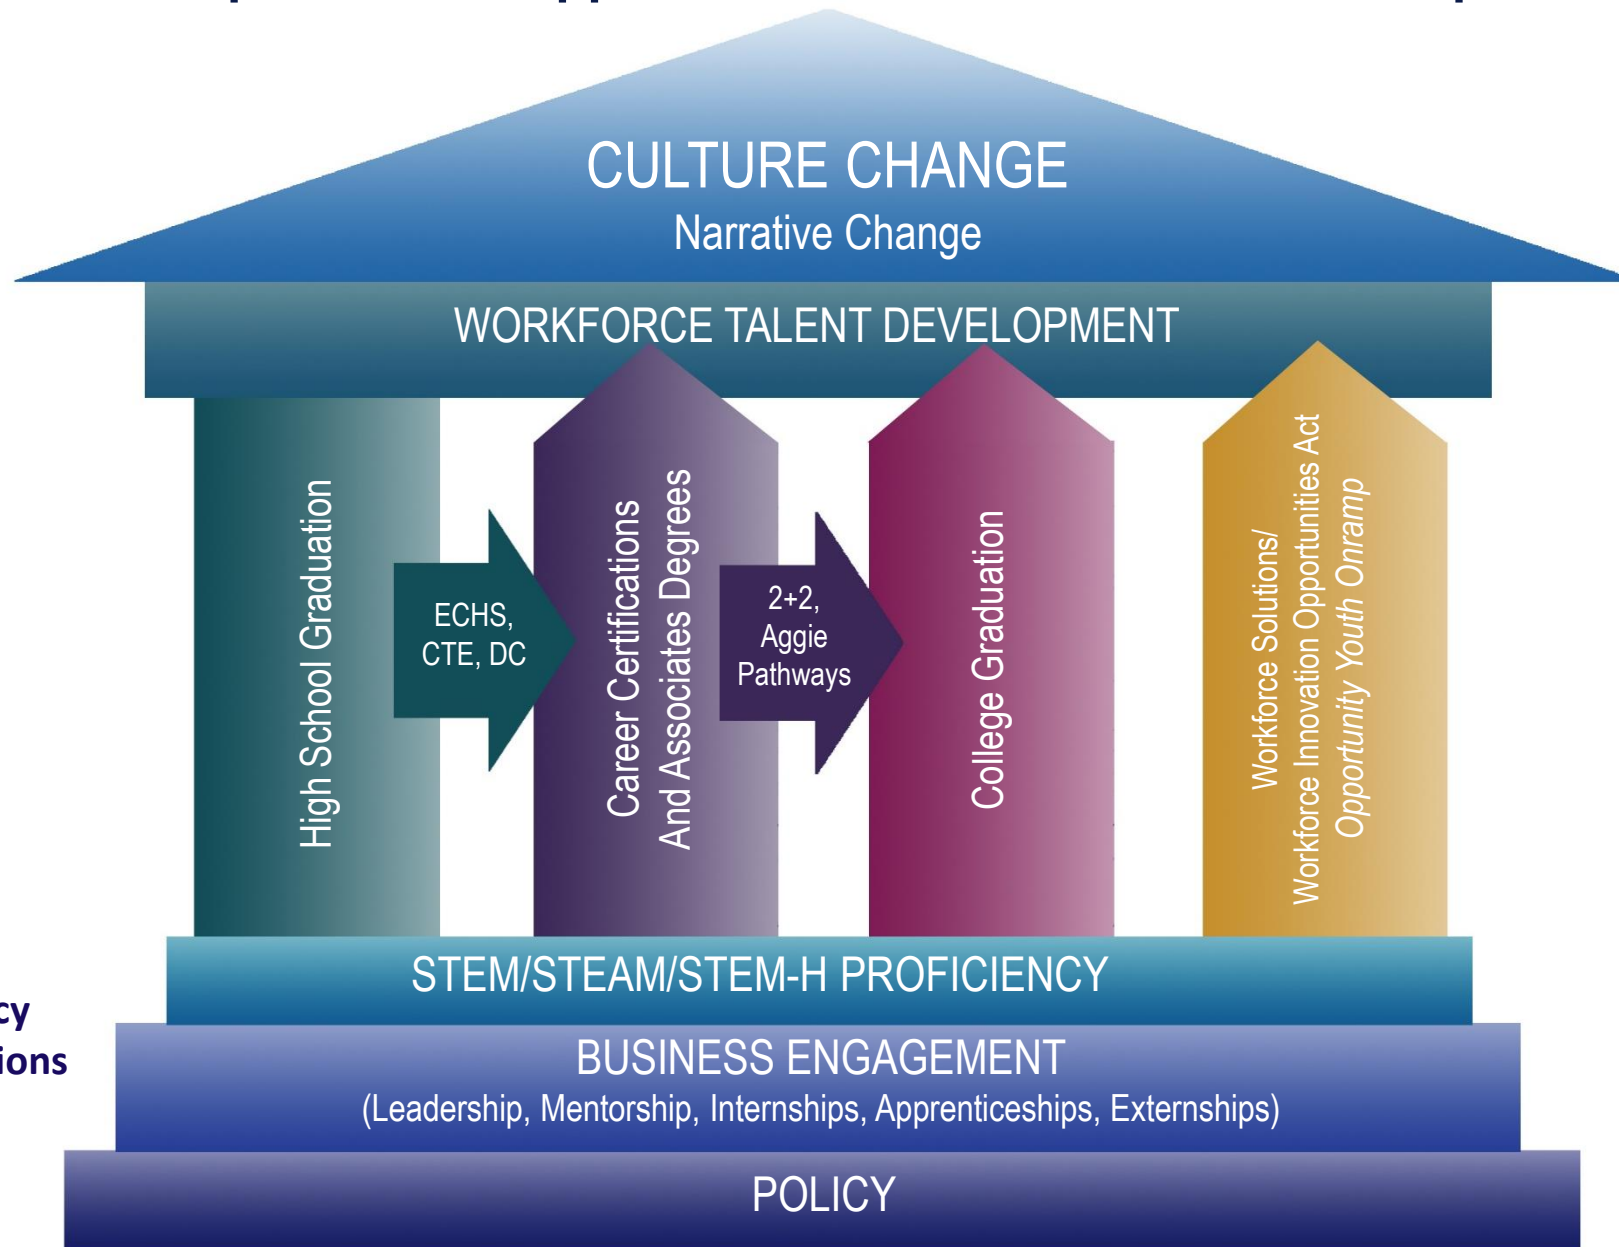 CULTURE CHANGE
Narrative Change
WORKFORCE TALENT DEVELOPMENT
High School Graduation
ECHS,
CTE, DC
Career Certifications
And Associates Degrees
2+2,
Aggie
Pathways
College Graduation
Workforce Solutions/
Workforce Innovation Opportunities Act
Opportunity Youth Onramp
STEM/STEAM/STEM-H PROFICIENCY
BUSINESS ENGAGEMENT
(Leadership, Mentorship, Internships, Apprenticeships, Externships)
POLICY
cy
ions